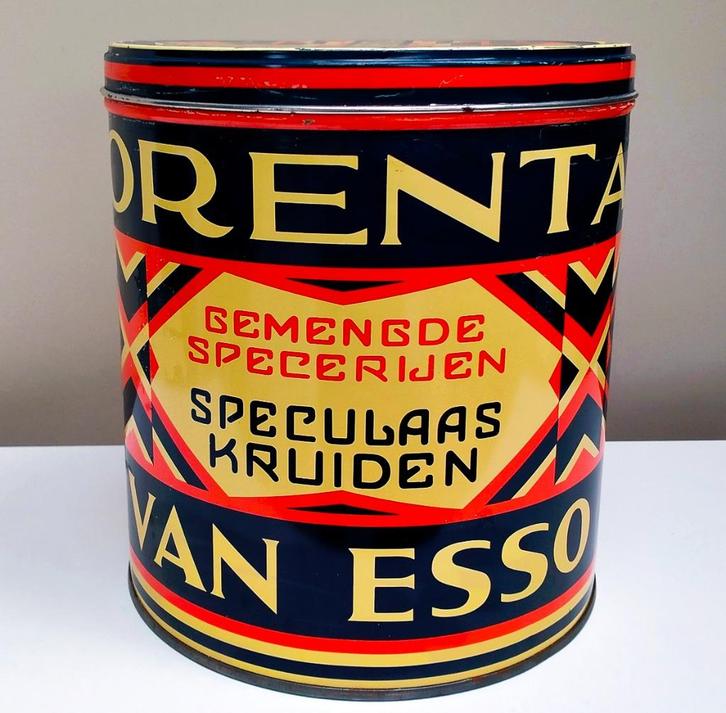 ORENTA
GEMENGDE
SPECERIJEN
SPECULAAS
KRUIDEN
VAN ESSO